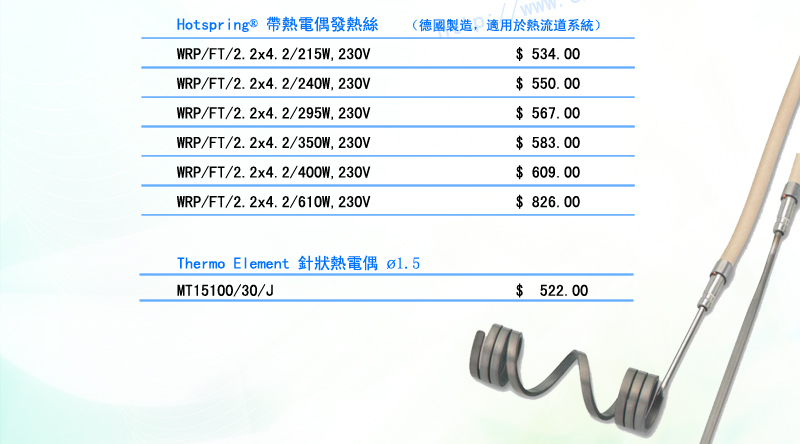 Hotspring® 帶熱電偶發熱絲 （德國製造，適用於熱流道系統）
WRP/FT/2.2x4.2/215W,230V $ 534.00
WRP/FT/2.2x4.2/240W,230V $ 550.00
WRP/FT/2.2x4.2/295W,230V $ 567.00
WRP/FT/2.2x4.2/350W,230V $ 583.00
WRP/FT/2.2x4.2/400W,230V $ 609.00
WRP/FT/2.2x4.2/610W,230V $ 826.00
Thermo Element 針狀熱電偶 ø1.5
MT15100/30/J $ 522.00